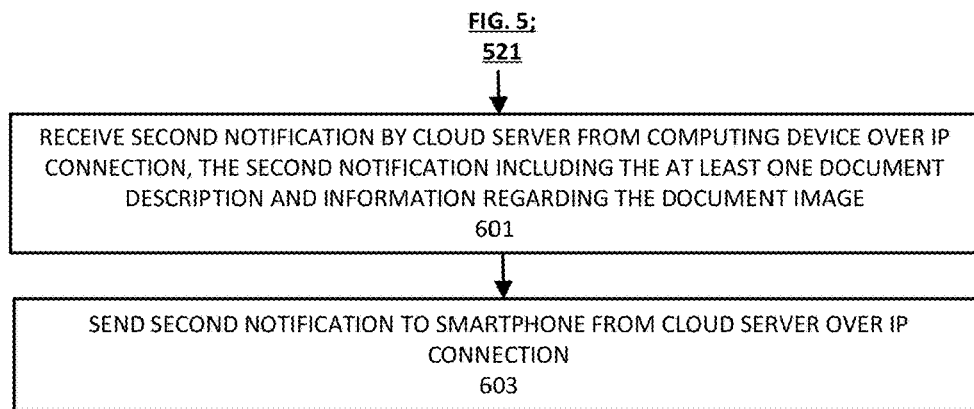 FIG. 5;
521
RECEIVE SECOND NOTIFICATION BY CLOUD SERVER FROM COMPUTING DEVICE OVER IP
CONNECTION, THE SECOND NOTIFICATION INCLUDING THE AT LEAST ONE DOCUMENT
DESCRIPTION AND INFORMATION REGARDING THE DOCUMENT IMAGE
601
SEND SECOND NOTIFICATION TO SMARTPHONE FROM CLOUD SERVER OVER IP
CONNECTION
603